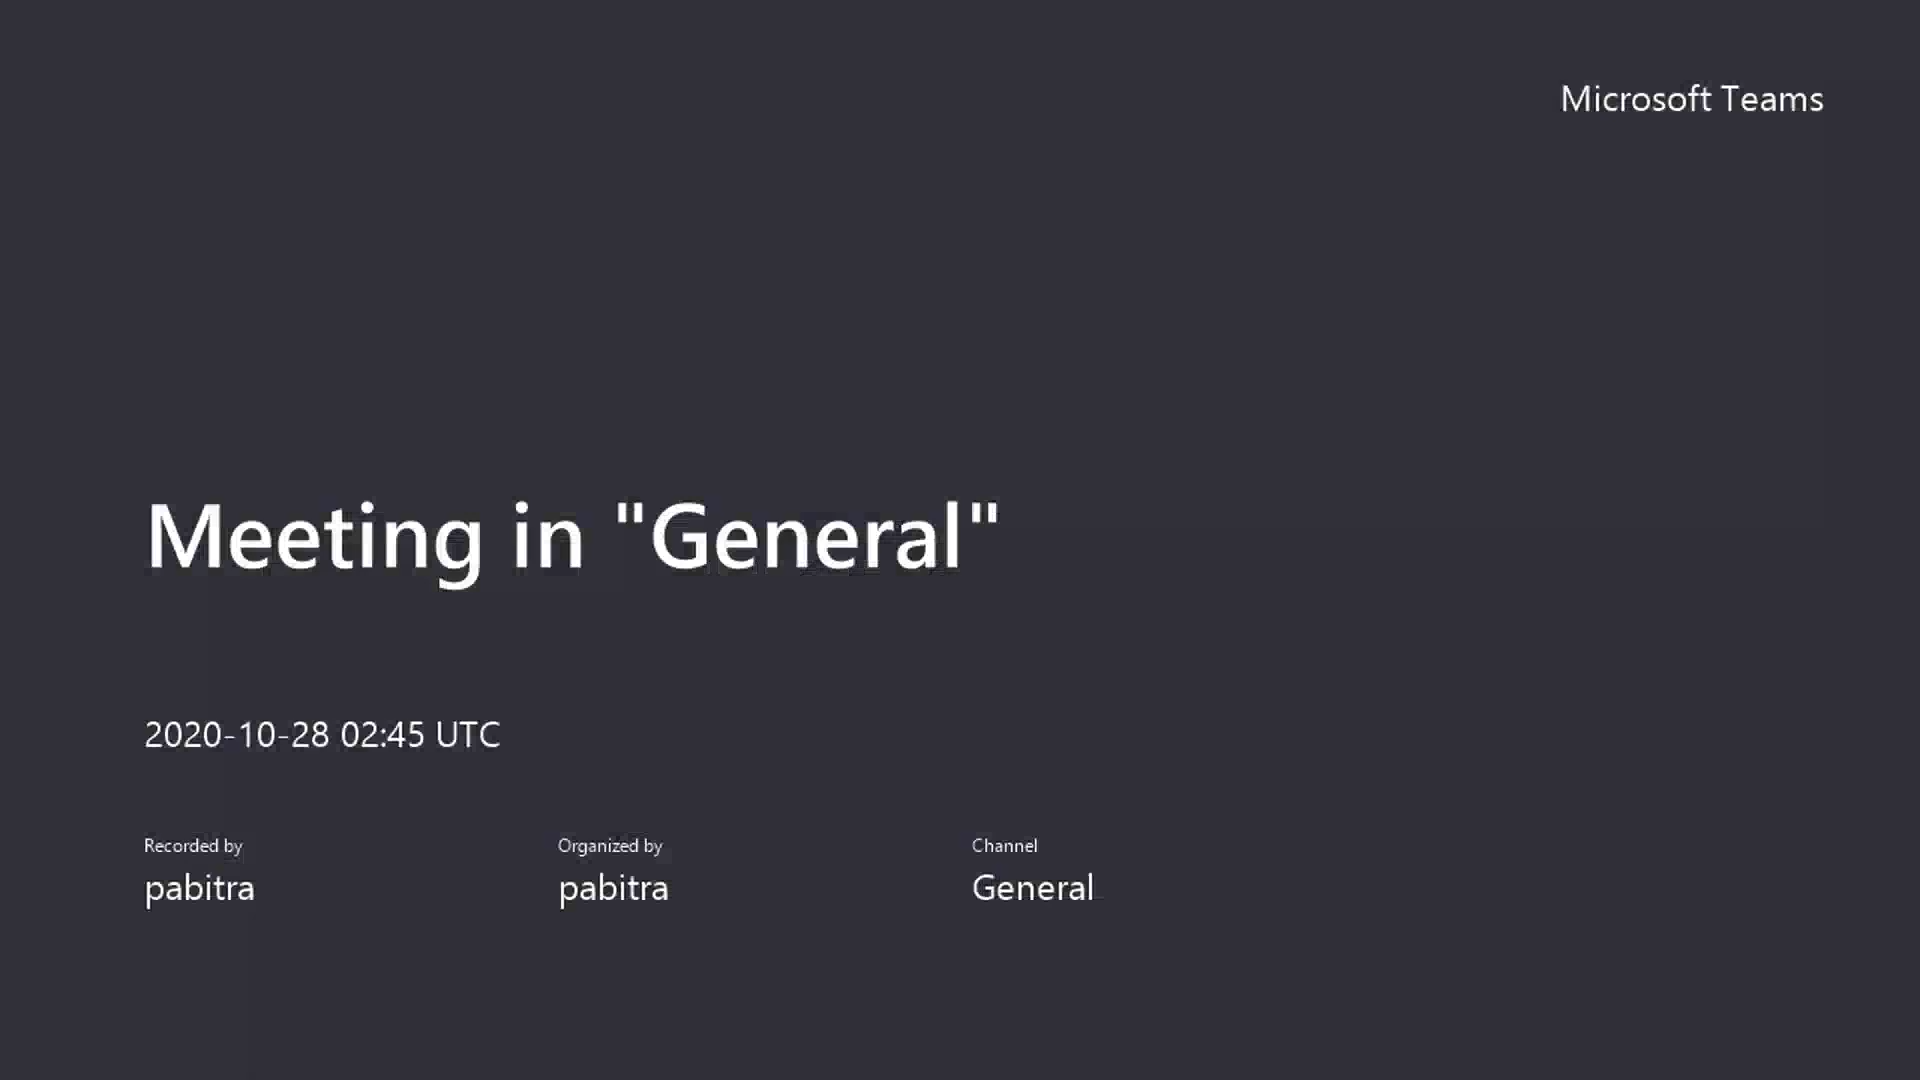 Microsoft Teams
Meeting in "General"
2020-10-28 02:45 UTC
Recorded by
pabitra
Organized by
pabitra
Channel
General